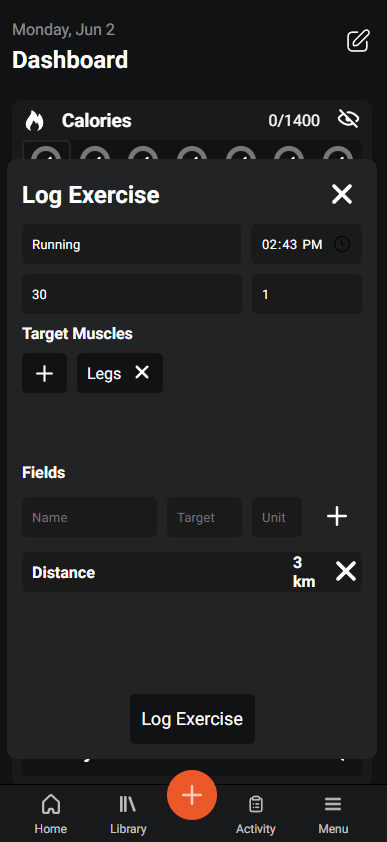 Monday, Jun 2
Dashboard
Calories 0/1400
Log Exercise
Running 02:43 PM
30 1
Target Muscles
Legs
Fields
Name Target Unit
Distance 3 km
Log Exercise
Home Library Activity Menu